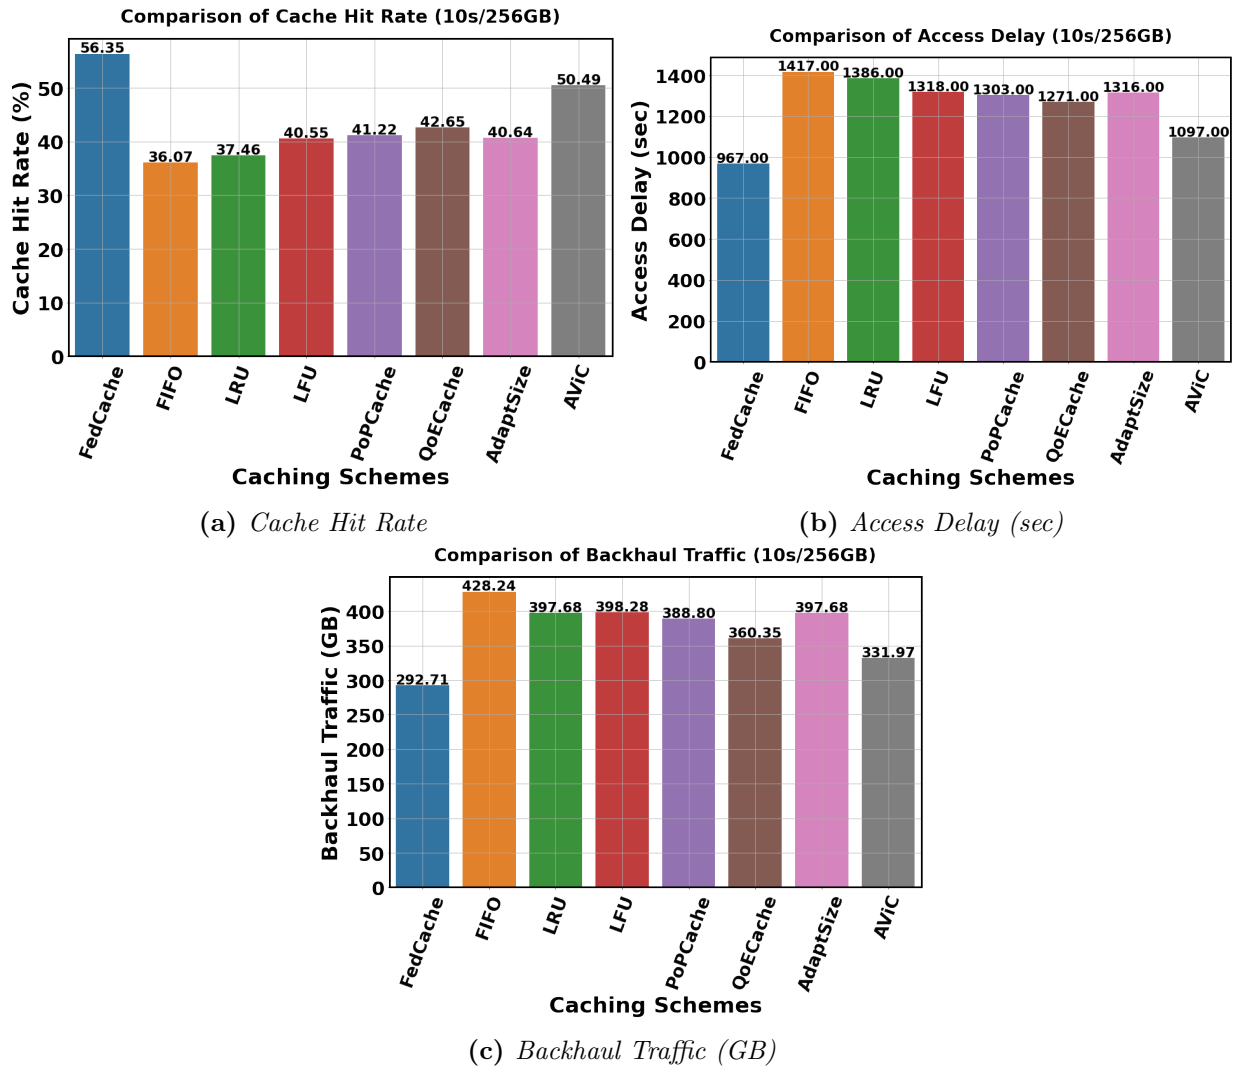 Comparison of Cache Hit Rate (10s/256GB)
Cache Hit Rate (%)
50
40
30
20
10
0
56.35
36.07
37.46
40.55
41.22
42.65
40.64
50.49
FedCache
FIFO
LRU
LFU
PoPCache
QoECache
AdaptSize
AViC
Caching Schemes
(a) Cache Hit Rate
Comparison of Access Delay (10s/256GB)
Access Delay (sec)
1400
1200
1000
800
600
400
200
0
967.00
1417.00
1386.00
1318.00
1303.00
1271.00
1316.00
1097.00
FedCache
FIFO
LRU
LFU
PoPCache
QoECache
AdaptSize
AViC
Caching Schemes
(b) Access Delay (sec)
Comparison of Backhaul Traffic (10s/256GB)
Backhaul Traffic (GB)
400
350
300
250
200
150
100
50
0
292.71
428.24
397.68
398.28
388.80
360.35
397.68
331.97
FedCache
FIFO
LRU
LFU
PoPCache
QoECache
AdaptSize
AViC
Caching Schemes
(c) Backhaul Traffic (GB)